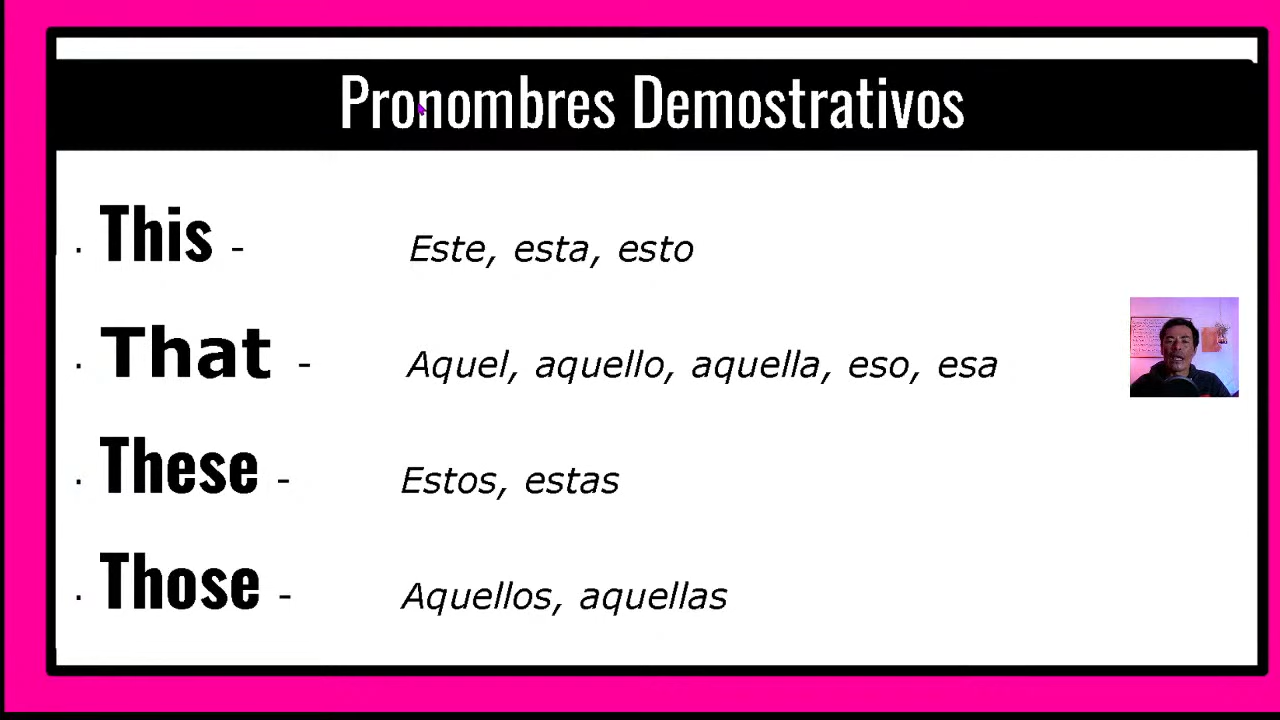 Pronombres Demostrativos
· This - Este, esta, esto
· That - Aquel, aquello, aquella, eso, esa
· These - Estos, estas
· Those - Aquellos, aquellas